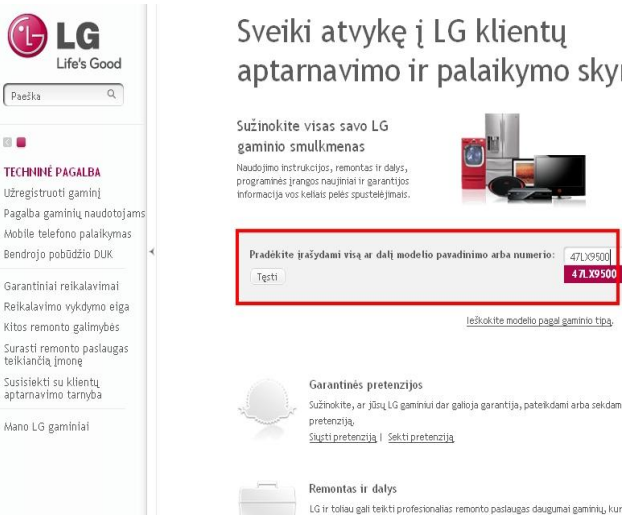 LG
Life's Good
Paeška
TECHNINĖ PAGALBA
Užregistruoti gaminį
Pagalba gaminių naudotojams
Mobile telefono palaikymas
Bendrojo pobūdžio DUK
Garantiniai reikalavimai
Reikalavimo vykdymo eiga
Kitos remonto galimybės
Surasti remonto paslaugas
teikiančią įmonę
Susisiekti su klientų
aptarnavimo tarnyba
Mano LG gaminiai
Sveiki atvykę į LG klientų
aptarnavimo ir palaikymo
Sužinokite visas savo LG
gaminio smulkmenas
Naudojimo instrukcijos, remontas ir dalys,
programinės įrangos naujiniai ir garantijos
informacija vos keliais pelės spustelėjimais.
Pradėkite įrašydami visą ar dalį modelio pavadinimo arba numerio: 47LX9500
47LX9500
Tęsti
Ieškokite modelio pagal gaminio tipą.
Garantinės pretenzijos
Sužinokite, ar jūsų LG gaminiui dar galioja garantija, pateikdami arba sekdam
pretenziją.
Siųsti pretenziją | Sekti pretenziją
Remontas ir dalys
LG ir toliau gali teikti profesionalias remonto paslaugas daugumai gaminių, kur